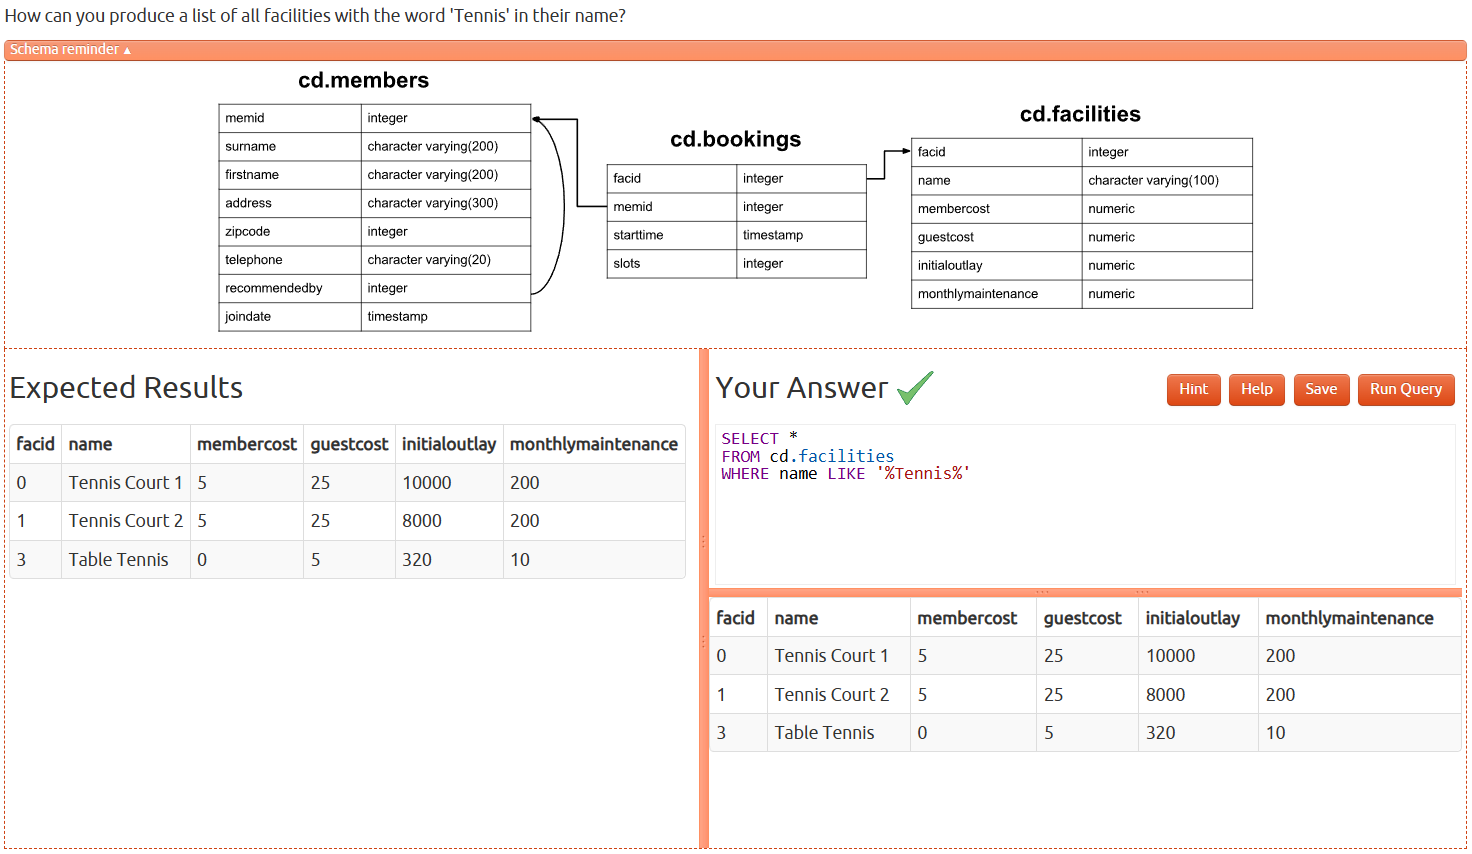 How can you produce a list of all facilities with the word 'Tennis' in their name?
Schema reminder ▲
cd.members
memid integer
surname character varying(200)
firstname character varying(200)
address character varying(300)
zipcode integer
telephone character varying(20)
recommendedby integer
joindate timestamp
cd.bookings
facid integer
memid integer
starttime timestamp
slots integer
cd.facilities
facid integer
name character varying(100)
membercost numeric
guestcost numeric
initialoutlay numeric
monthlymaintenance numeric
Expected Results
facid name membercost guestcost initialoutlay monthlymaintenance
0 Tennis Court 1 5 25 10000 200
1 Tennis Court 2 5 25 8000 200
3 Table Tennis 0 5 320 10
Your Answer
Hint Help Save Run Query
SELECT *
FROM cd.facilities
WHERE name LIKE '%Tennis%'
facid name membercost guestcost initialoutlay monthlymaintenance
0 Tennis Court 1 5 25 10000 200
1 Tennis Court 2 5 25 8000 200
3 Table Tennis 0 5 320 10